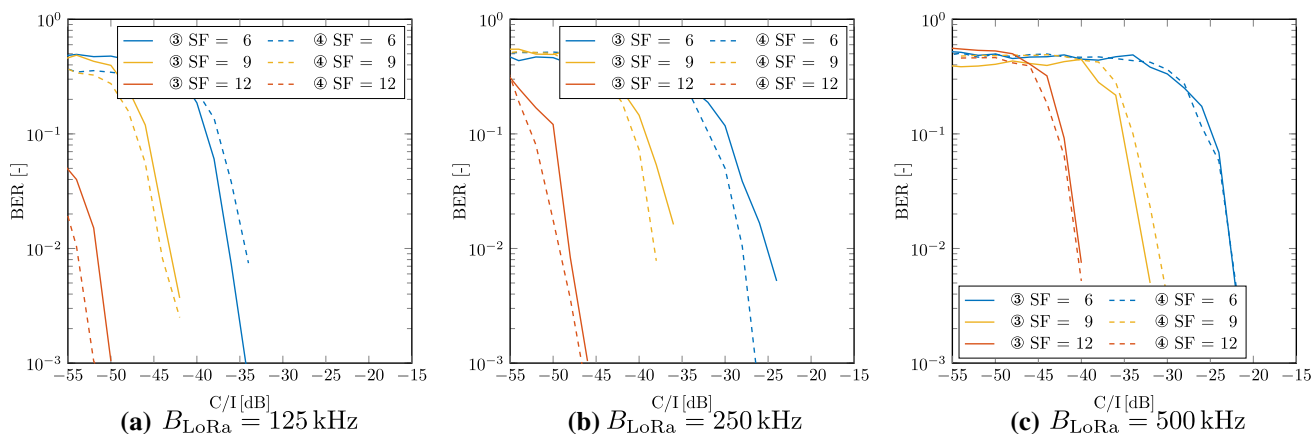 10^0
10^−1
10^−2
10^−3
BER [-]
③ SF = 6 ④ SF = 6
③ SF = 9 ④ SF = 9
③ SF = 12 ④ SF = 12
−55 −50 −45 −40 −35 −30 −25 −20 −15
C/I [dB]
(a) B_LoRa = 125 kHz
10^0
10^−1
10^−2
10^−3
BER [-]
③ SF = 6 ④ SF = 6
③ SF = 9 ④ SF = 9
③ SF = 12 ④ SF = 12
−55 −50 −45 −40 −35 −30 −25 −20 −15
C/I [dB]
(b) B_LoRa = 250 kHz
10^0
10^−1
10^−2
10^−3
BER [-]
③ SF = 6 ④ SF = 6
③ SF = 9 ④ SF = 9
③ SF = 12 ④ SF = 12
−55 −50 −45 −40 −35 −30 −25 −20 −15
C/I [dB]
(c) B_LoRa = 500 kHz